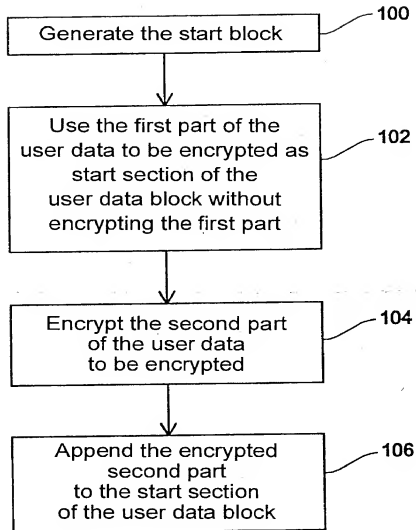 Generate the start block
100
Use the first part of the
user data to be encrypted as
start section of the
user data block without
encrypting the first part
102
Encrypt the second part
of the user data
to be encrypted
104
Append the encrypted
second part
to the start section
of the user data block
106